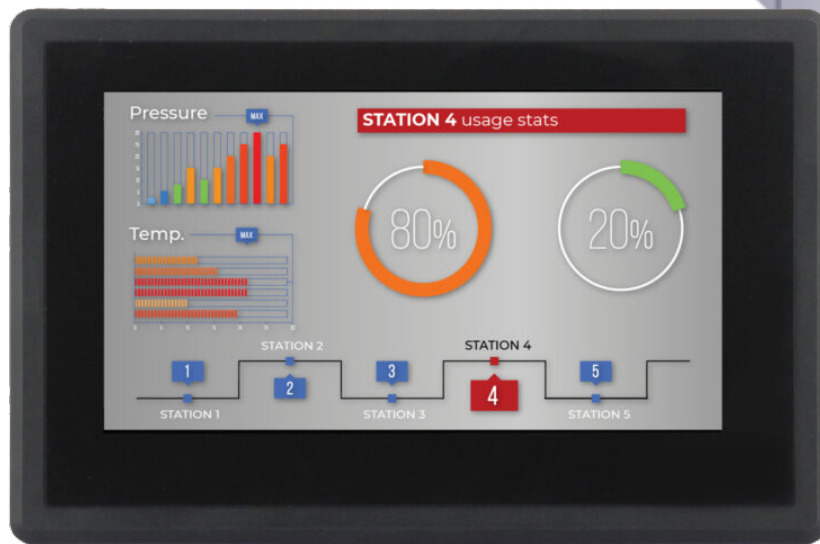 Pressure
MAX
STATION 4 usage stats
80%
20%
Temp.
MAX
STATION 2
STATION 4
1
3
5
2
4
STATION 1
STATION 3
STATION 5